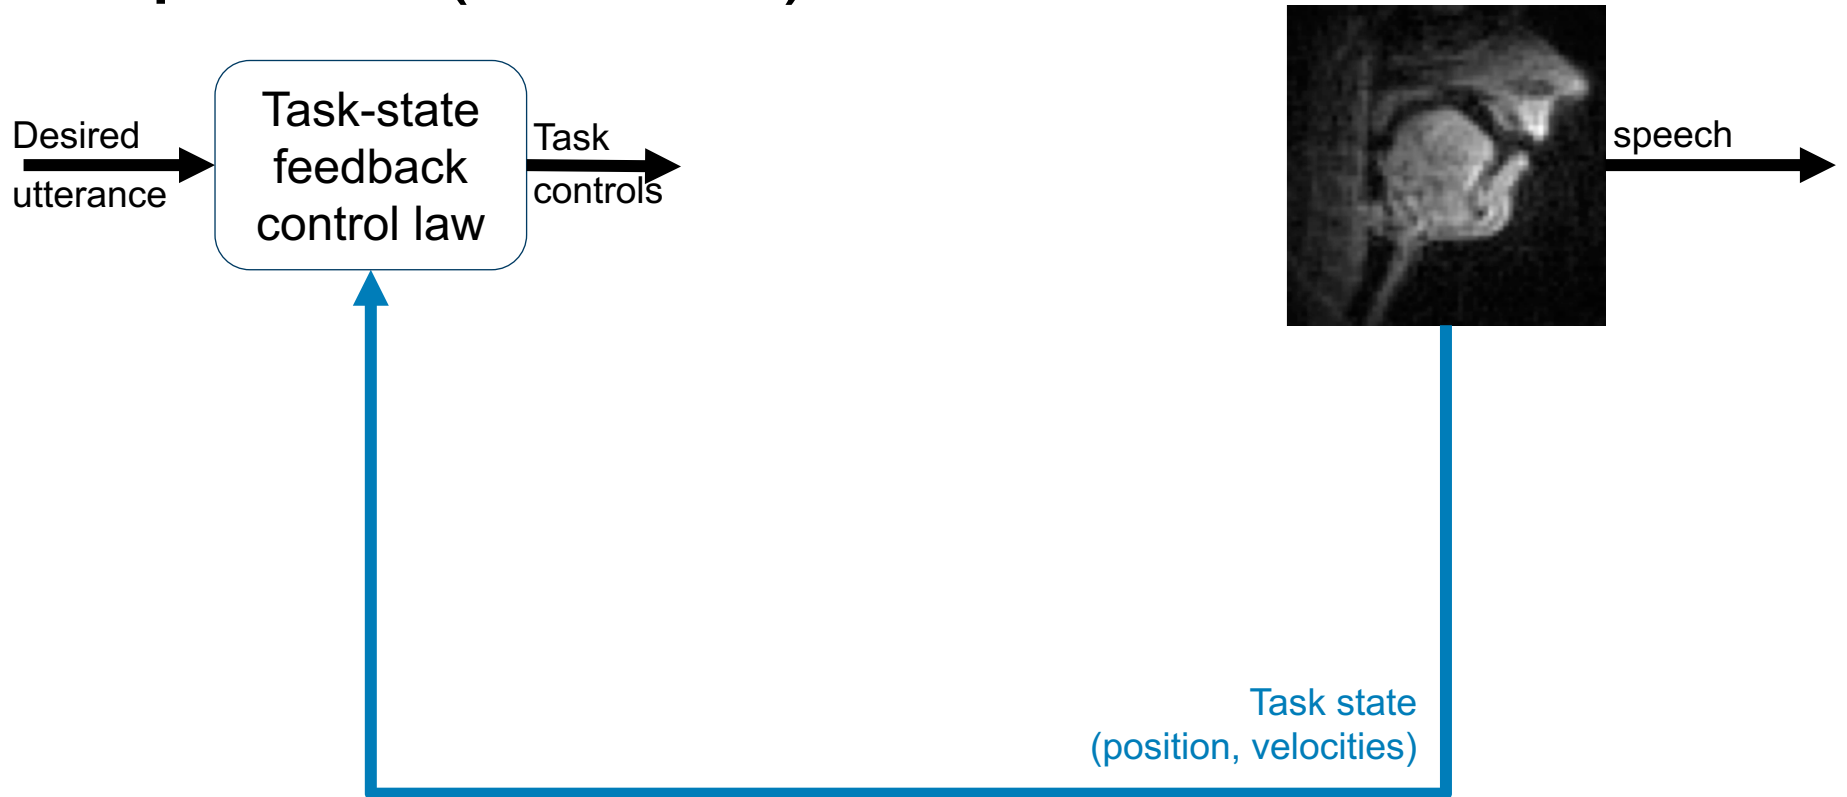 Desired
utterance
Task-state
feedback
control law
Task
controls
speech
Task state
(position, velocities)